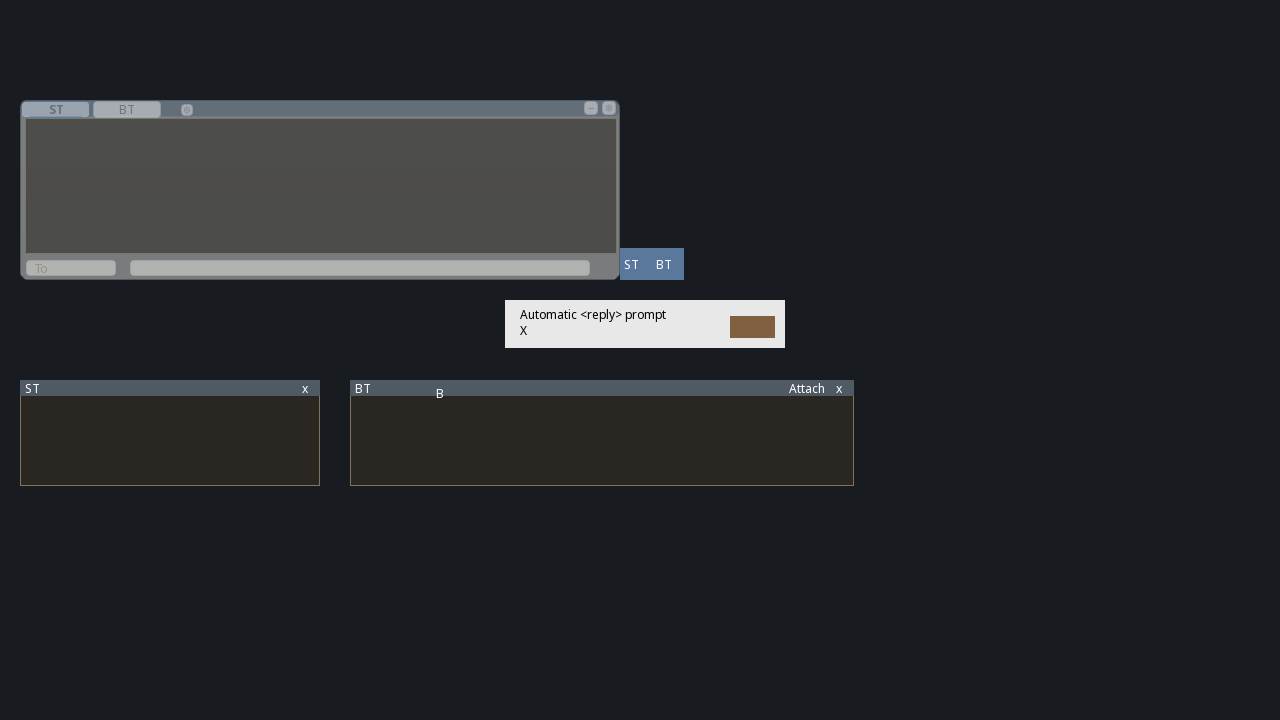 ST BT
To
ST BT
Automatic <reply> prompt
X
ST x
BT B Attach x